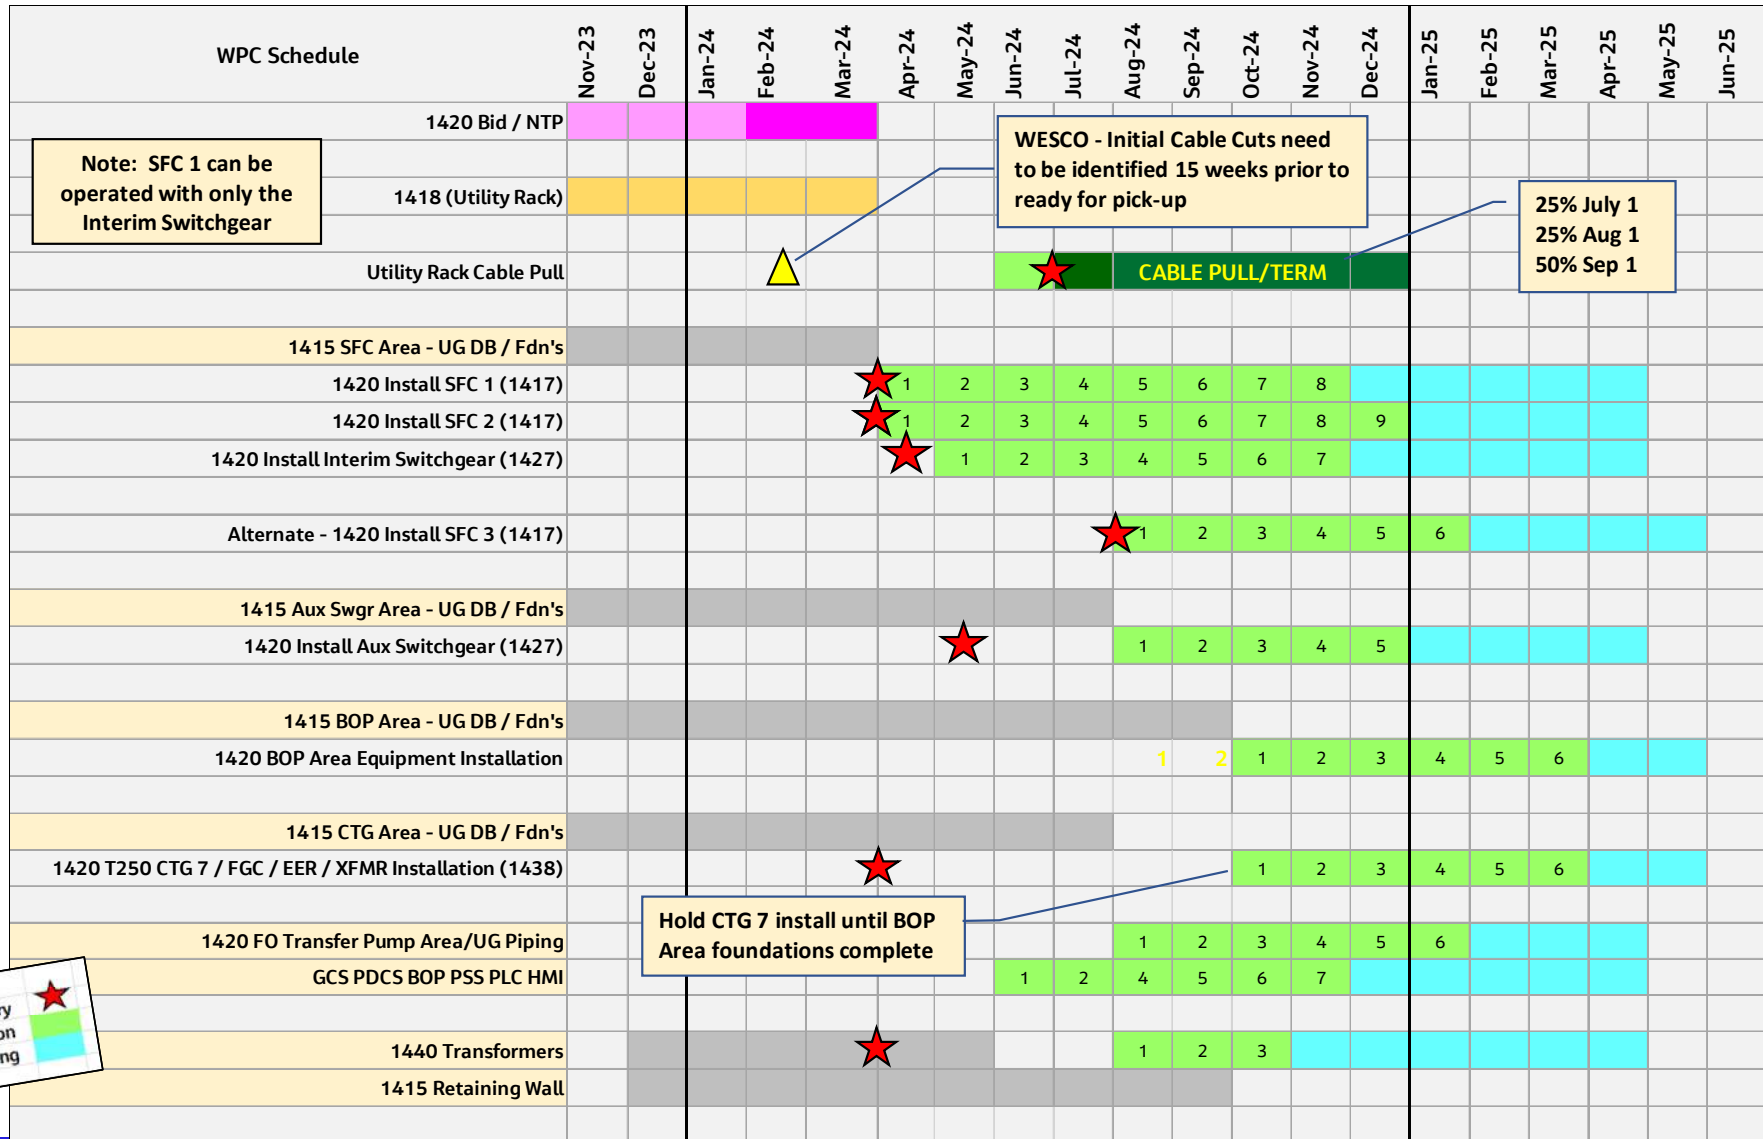 WPC Schedule
Nov-23 Dec-23 Jan-24 Feb-24 Mar-24 Apr-24 May-24 Jun-24 Jul-24 Aug-24 Sep-24 Oct-24 Nov-24 Dec-24 Jan-25 Feb-25 Mar-25 Apr-25 May-25 Jun-25
1420 Bid / NTP
Note: SFC 1 can be
operated with only the
Interim Switchgear
WESCO - Initial Cable Cuts need
to be identified 15 weeks prior to
ready for pick-up
1418 (Utility Rack)
25% July 1
25% Aug 1
50% Sep 1
Utility Rack Cable Pull
CABLE PULL/TERM
1415 SFC Area - UG DB / Fdn's
1420 Install SFC 1 (1417) 1 2 3 4 5 6 7 8
1420 Install SFC 2 (1417) 1 2 3 4 5 6 7 8 9
1420 Install Interim Switchgear (1427) 1 2 3 4 5 6 7
Alternate - 1420 Install SFC 3 (1417) 1 2 3 4 5 6
1415 Aux Swgr Area - UG DB / Fdn's
1420 Install Aux Switchgear (1427) 1 2 3 4 5
1415 BOP Area - UG DB / Fdn's
1420 BOP Area Equipment Installation 1 2 1 2 3 4 5 6
1415 CTG Area - UG DB / Fdn's
1420 T250 CTG 7 / FGC / EER / XFMR Installation (1438) 1 2 3 4 5 6
Hold CTG 7 install until BOP
Area foundations complete
1420 FO Transfer Pump Area/UG Piping 1 2 3 4 5 6
GCS PDCS BOP PSS PLC HMI 1 2 4 5 6 7
1440 Transformers 1 2 3
1415 Retaining Wall